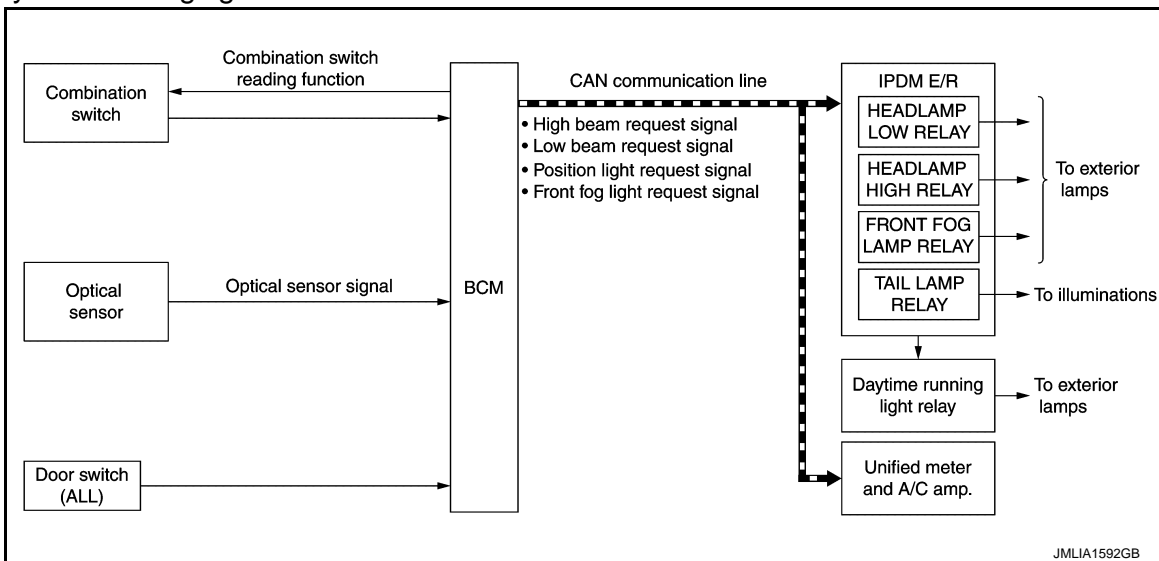 Combination switch
reading function
Combination
switch
CAN communication line
• High beam request signal
• Low beam request signal
• Position light request signal
• Front fog light request signal
IPDM E/R
HEADLAMP
LOW RELAY
HEADLAMP
HIGH RELAY
FRONT FOG
LAMP RELAY
TAIL LAMP
RELAY
To exterior
lamps
To illuminations
Optical
sensor
Optical sensor signal
BCM
Daytime running
light relay
To exterior
lamps
Door switch
(ALL)
Unified meter
and A/C amp.
JMLIA1592GB